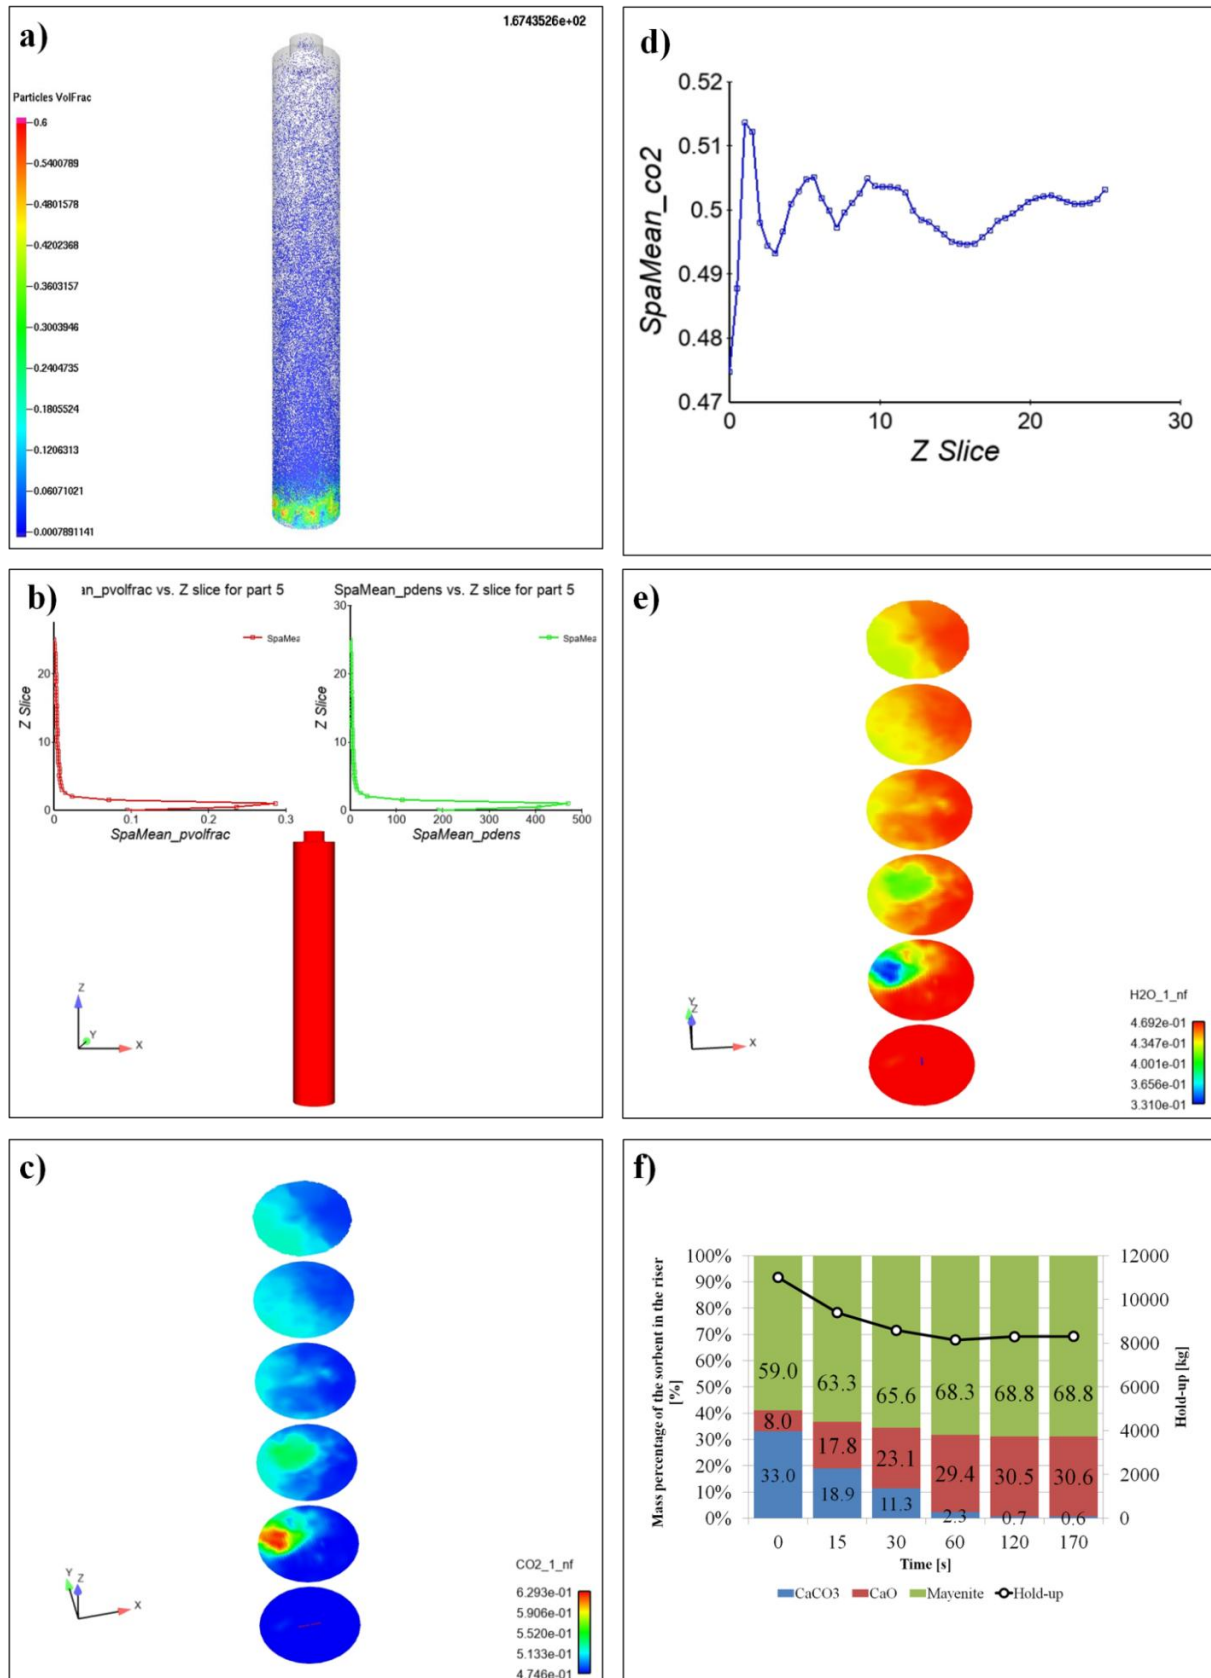 a)
1.6743526e+02
Particles VolFrac
0.6
0.5400789
0.4801578
0.4202368
0.3603157
0.3003946
0.2404735
0.1805524
0.1206313
0.06071021
0.0007891141
b)
ın_pvolfrac vs. Z slice for part 5
SpaMean_pdens vs. Z slice for part 5
SpaMea
SpaMea
Z Slice
20
10
0
0
0.1
0.2
0.3
SpaMean_pvolfrac
Z Slice
30
20
10
0
0
100
200
300
400
500
SpaMean_pdens
Z
Y
X
c)
Y
Z
X
CO2_1_nf
6.293e-01
5.906e-01
5.520e-01
5.133e-01
4.746e-01
d)
SpaMean_co2
0.52
0.51
0.5
0.49
0.48
0.47
0
10
20
30
Z Slice
e)
Y
Z
X
H2O_1_nf
4.692e-01
4.347e-01
4.001e-01
3.656e-01
3.310e-01
f)
Mass percentage of the sorbent in the riser
[%]
100%
90%
80%
70%
60%
50%
40%
30%
20%
10%
0%
59.0
63.3
65.6
68.3
68.8
68.8
8.0
17.8
23.1
29.4
30.5
30.6
33.0
18.9
11.3
2.3
0.7
0.6
12000
10000
8000
6000
4000
2000
0
Hold-up [kg]
0
15
30
60
120
170
Time [s]
CaCO3
CaO
Mayenite
Hold-up